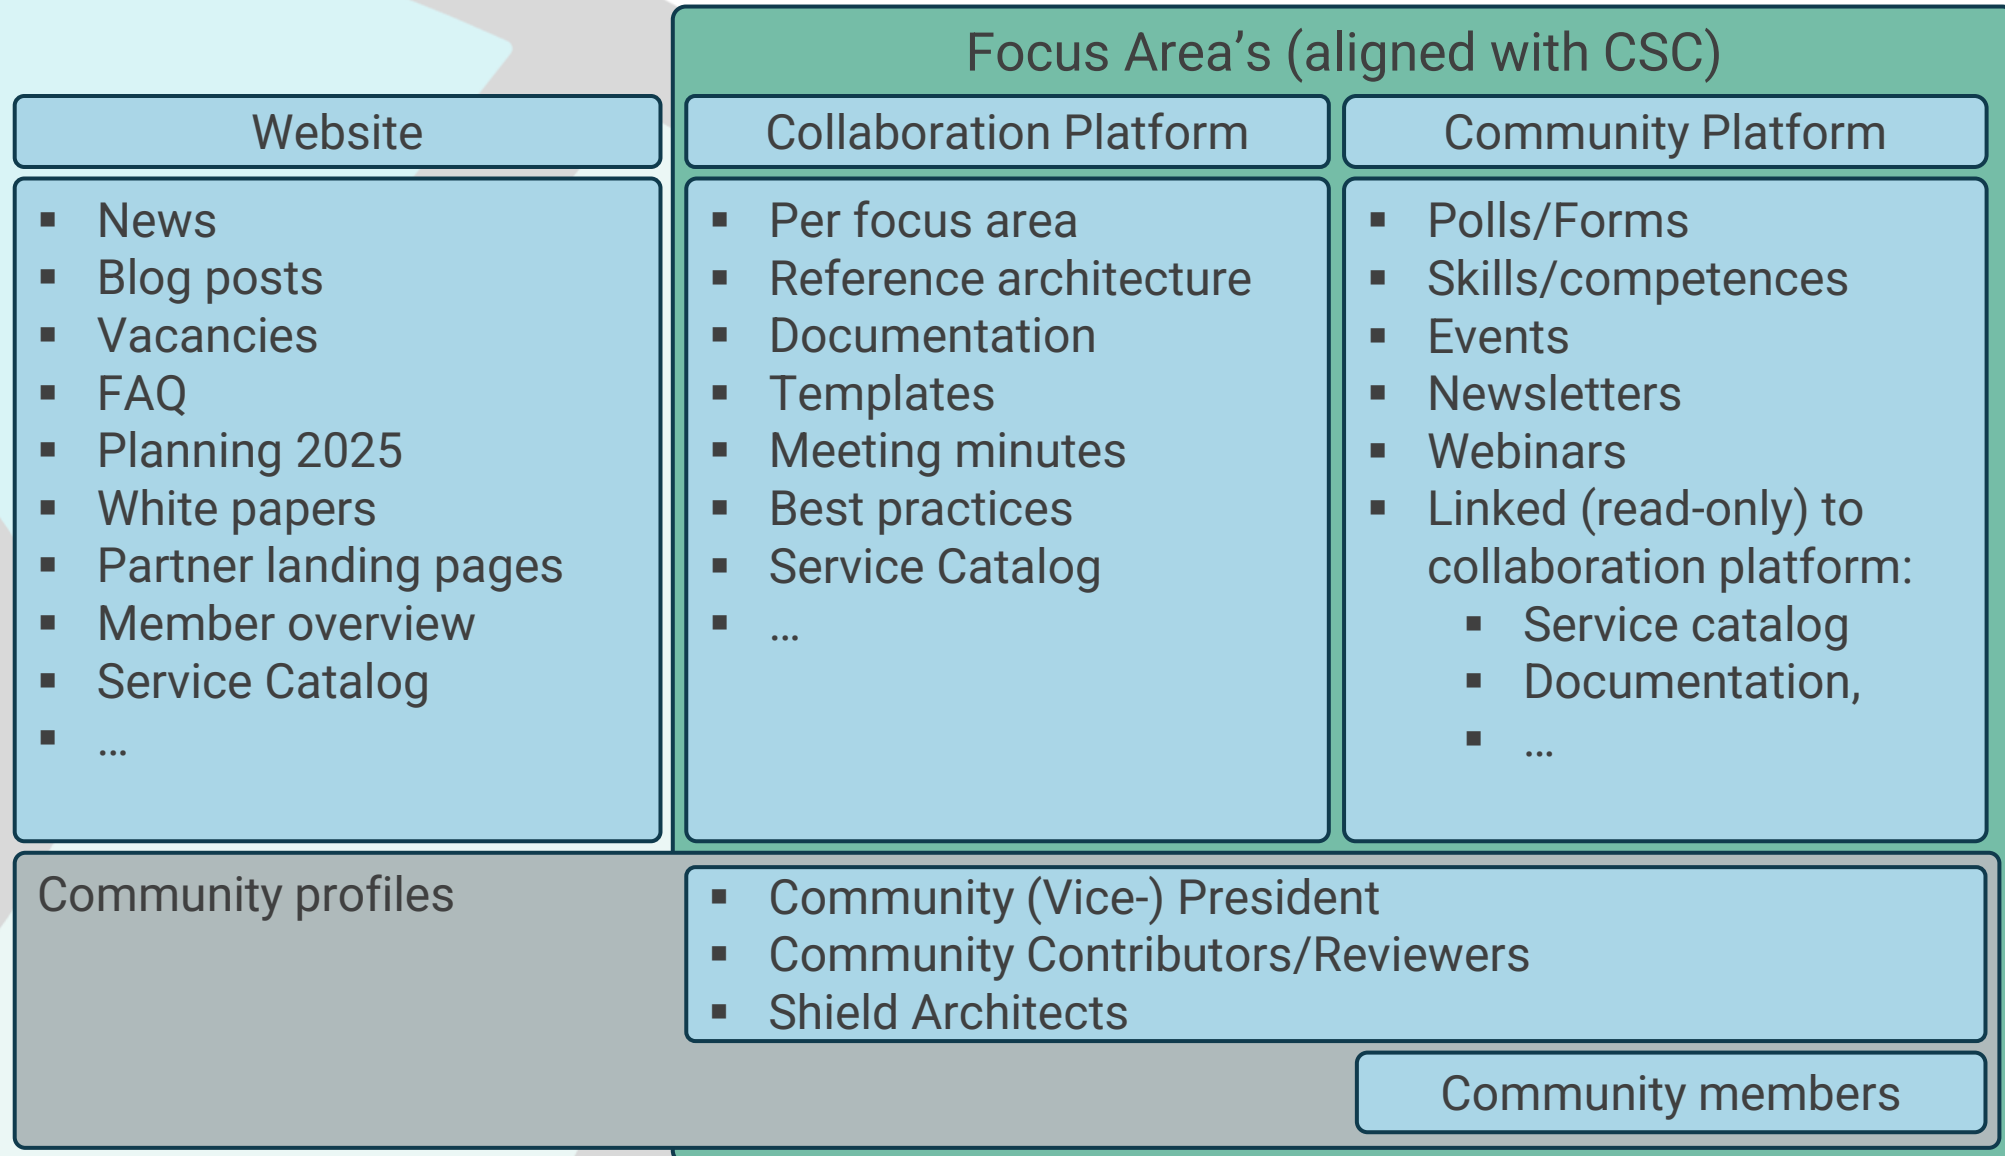 Focus Area’s (aligned with CSC)
Website
▪ News
▪ Blog posts
▪ Vacancies
▪ FAQ
▪ Planning 2025
▪ White papers
▪ Partner landing pages
▪ Member overview
▪ Service Catalog
▪ ...
Collaboration Platform
▪ Per focus area
▪ Reference architecture
▪ Documentation
▪ Templates
▪ Meeting minutes
▪ Best practices
▪ Service Catalog
▪ ...
Community Platform
▪ Polls/Forms
▪ Skills/competences
▪ Events
▪ Newsletters
▪ Webinars
▪ Linked (read-only) to
collaboration platform:
▪ Service catalog
▪ Documentation,
▪ ...
Community profiles
▪ Community (Vice-) President
▪ Community Contributors/Reviewers
▪ Shield Architects
Community members